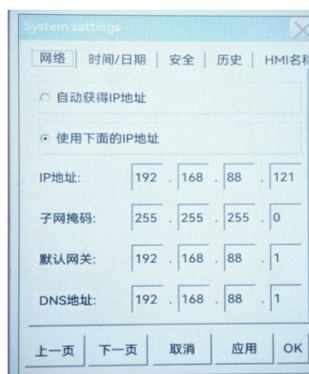 System settings
网络 时间/日期 安全 历史 HMI名称
自动获得IP地址
使用下面的IP地址
IP地址: 192 . 168 . 88 . 121
子网掩码: 255 . 255 . 255 . 0
默认网关: 192 . 168 . 88 . 1
DNS地址: 192 . 168 . 88 . 1
上一页 下一页 取消 应用 OK